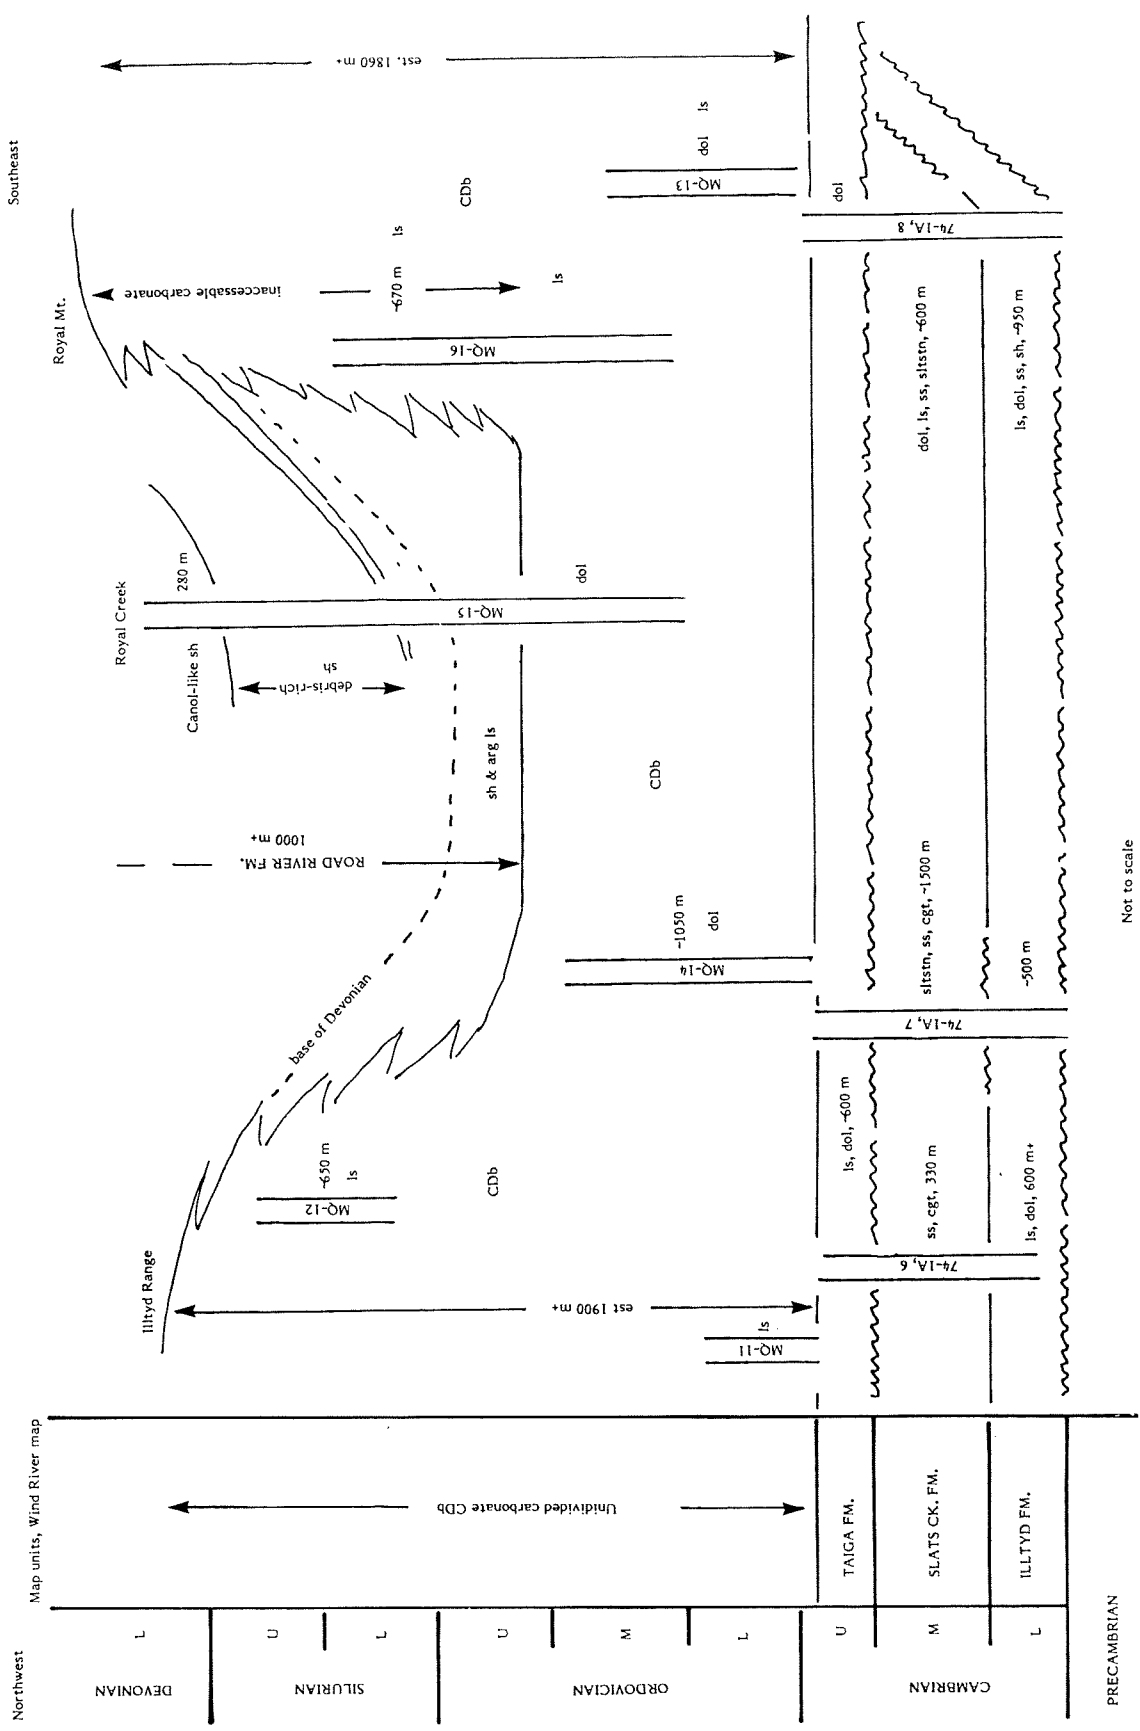 Northwest
Southeast
Map units, Wind River map
DEVONIAN
L
SILURIAN
U
L
ORDOVICIAN
U
M
L
CAMBRIAN
U
M
L
PRECAMBRIAN
Unidivided carbonate CDb
TAIGA FM.
SLATS CK. FM.
ILLTYD FM.
Illtyd Range
est 1900 m+
MQ-11
ls
MQ-12
~650 m
ls
CDb
74-1A, 6
ls, dol, ~600 m
ss, cgt, 330 m
ls, dol, 600 m+
base of Devonian
74-1A, 7
MQ-14
~1050 m
dol
sltstn, ss, cgt, ~1500 m
~500 m
ROAD RIVER FM.
1000 m+
sh & arg ls
CDb
Royal Creek
Canol-like sh
debris-rich
sh
MQ-15
280 m
dol
Royal Mt.
inaccessable carbonate
MQ-16
~670 m
ls
ls
CDb
dol, ls, ss, sltstn, ~600 m
ls, dol, ss, sh, ~950 m
74-1A, 8
MQ-13
dol
dol
ls
est. 1860 m+
Not to scale